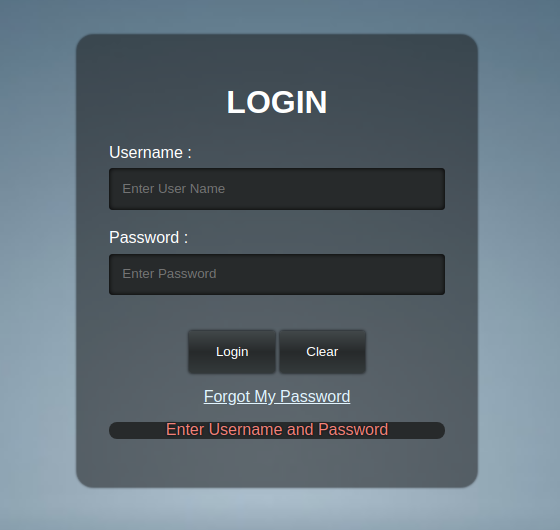 LOGIN
Username :
Enter User Name
Password :
Enter Password
Login Clear
Forgot My Password
Enter Username and Password